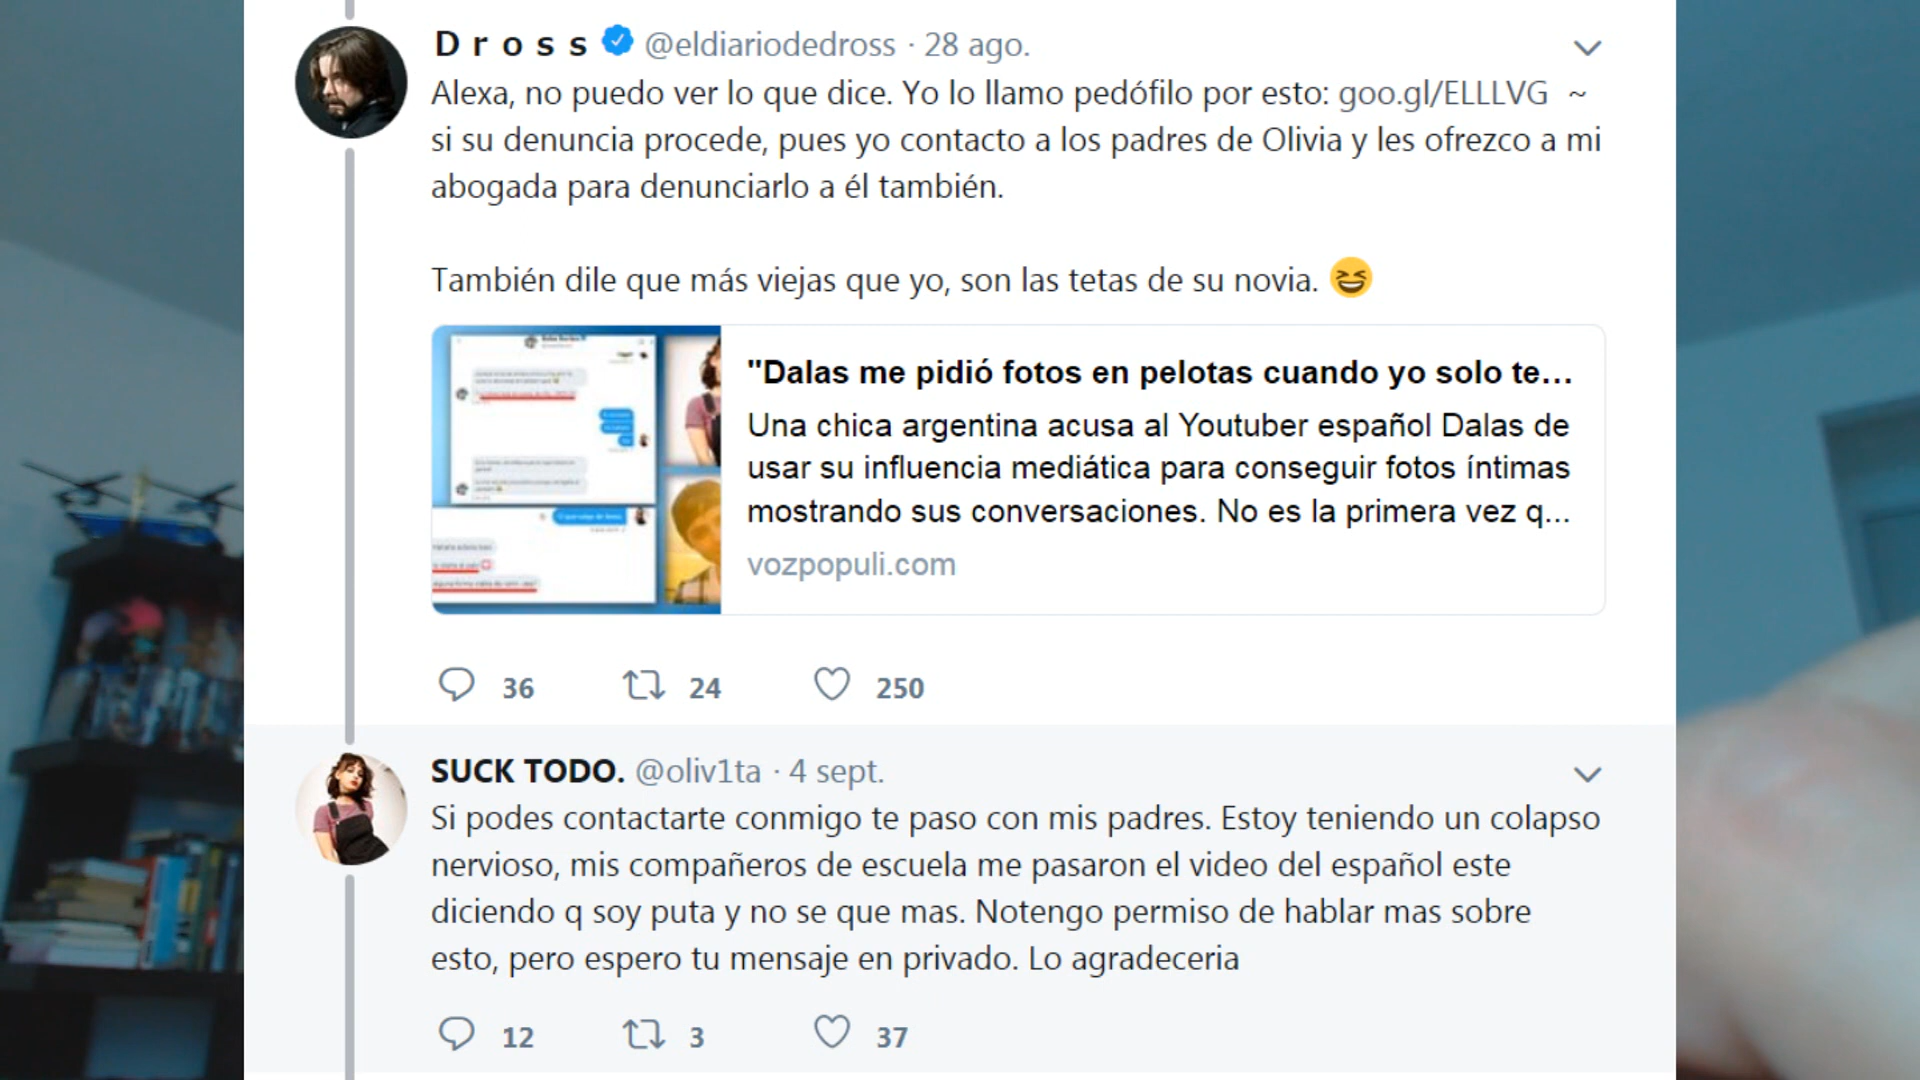 D r o s s @eldiariodedross · 28 ago.
Alexa, no puedo ver lo que dice. Yo lo llamo pedófilo por esto: goo.gl/ELLLVG ~
si su denuncia procede, pues yo contacto a los padres de Olivia y les ofrezco a mi
abogada para denunciarlo a él también.
También dile que más viejas que yo, son las tetas de su novia. 😆
"Dalas me pidió fotos en pelotas cuando yo solo te...
Una chica argentina acusa al Youtuber español Dalas de
usar su influencia mediática para conseguir fotos íntimas
mostrando sus conversaciones. No es la primera vez q...
vozpopuli.com
36 24 250
SUCK TODO. @oliv1ta · 4 sept.
Si podes contactarte conmigo te paso con mis padres. Estoy teniendo un colapso
nervioso, mis compañeros de escuela me pasaron el video del español este
diciendo q soy puta y no se que mas. Notengo permiso de hablar mas sobre
esto, pero espero tu mensaje en privado. Lo agradeceria
12 3 37